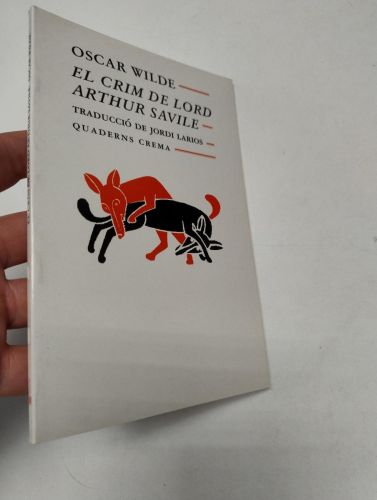 OSCAR WILDE
EL CRIM DE LORD
ARTHUR SAVILE
TRADUCCIÓ DE JORDI LARIOS
QUADERNS CREMA